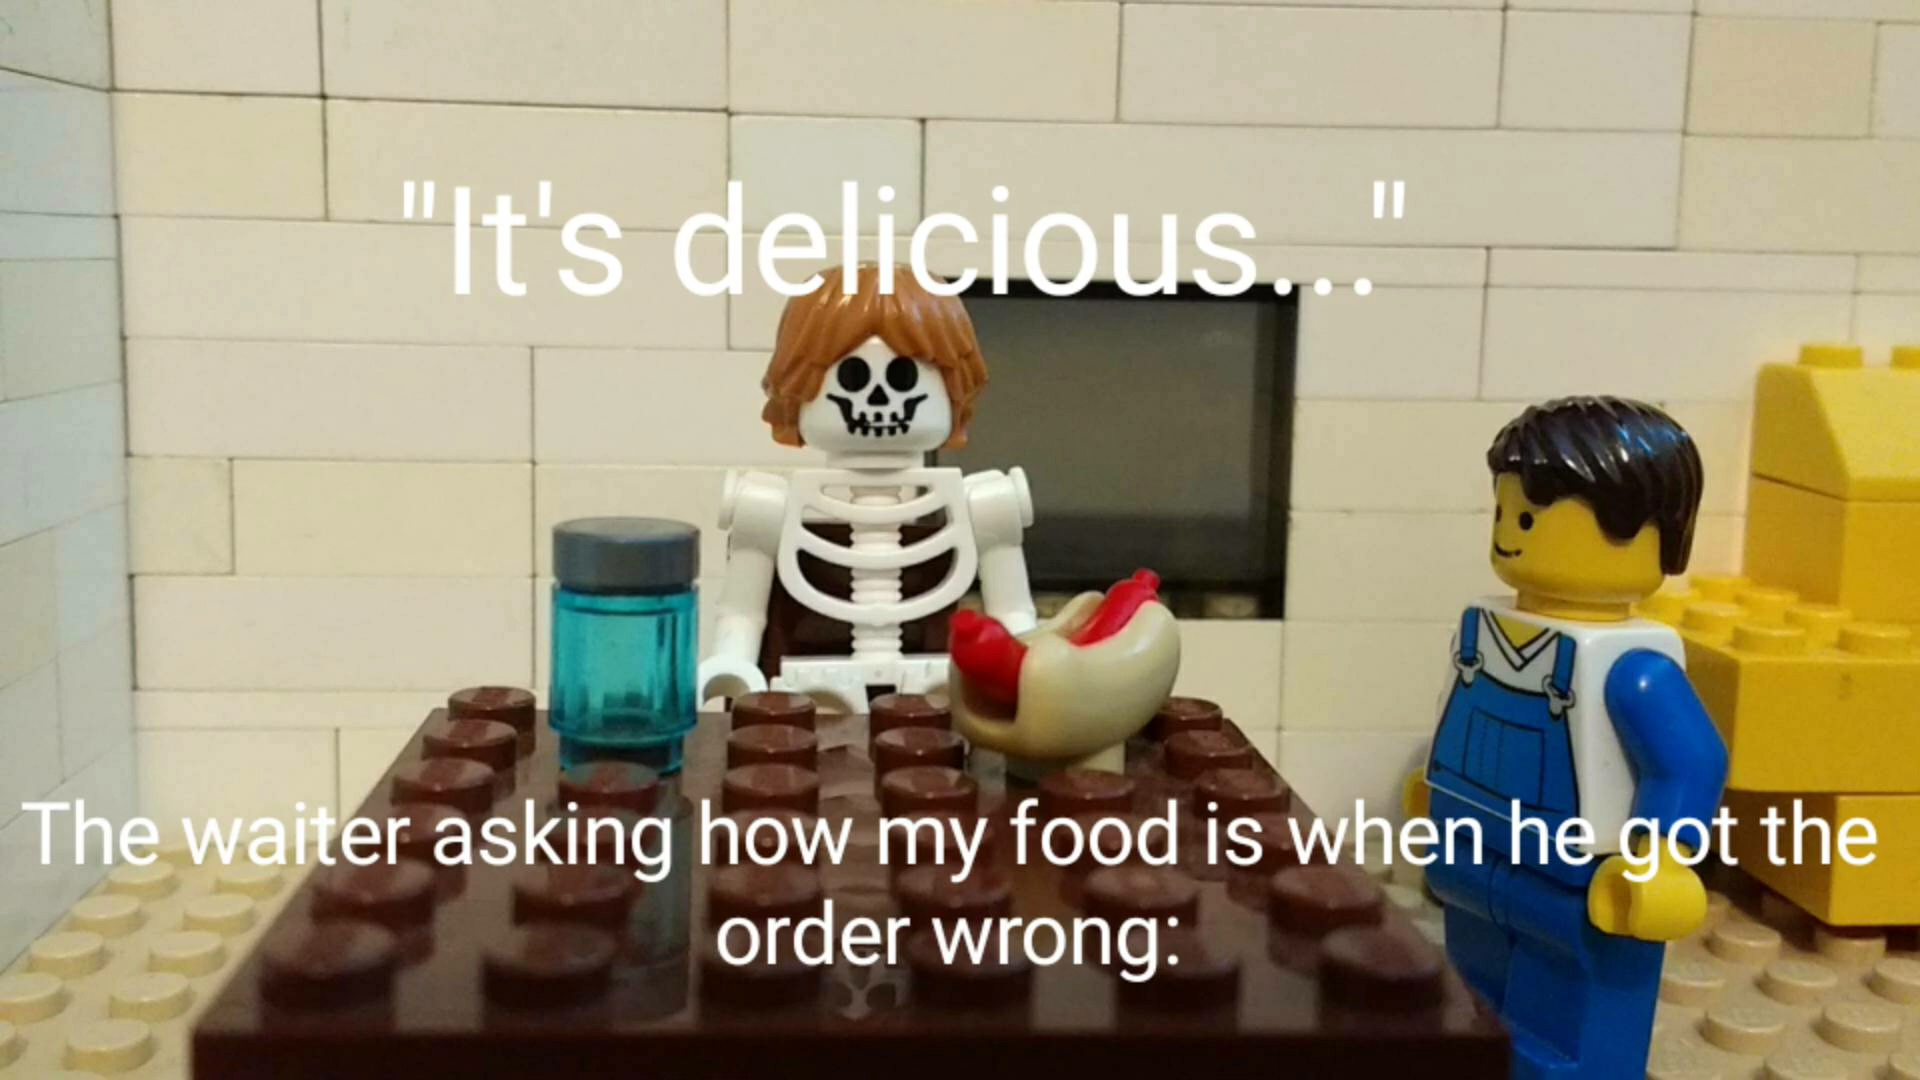 "It's delicious..."
The waiter asking how my food is when he got the
order wrong: